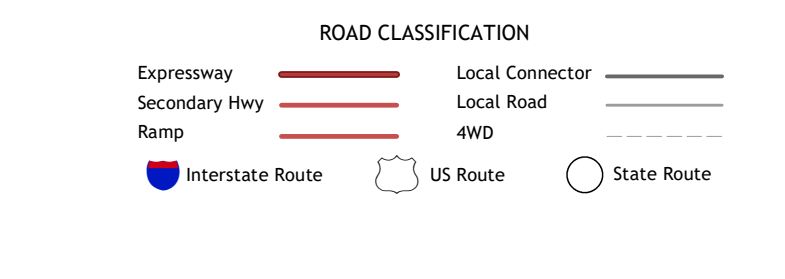 ROAD CLASSIFICATION
Expressway
Local Connector
Secondary Hwy
Local Road
Ramp
4WD
Interstate Route
US Route
State Route